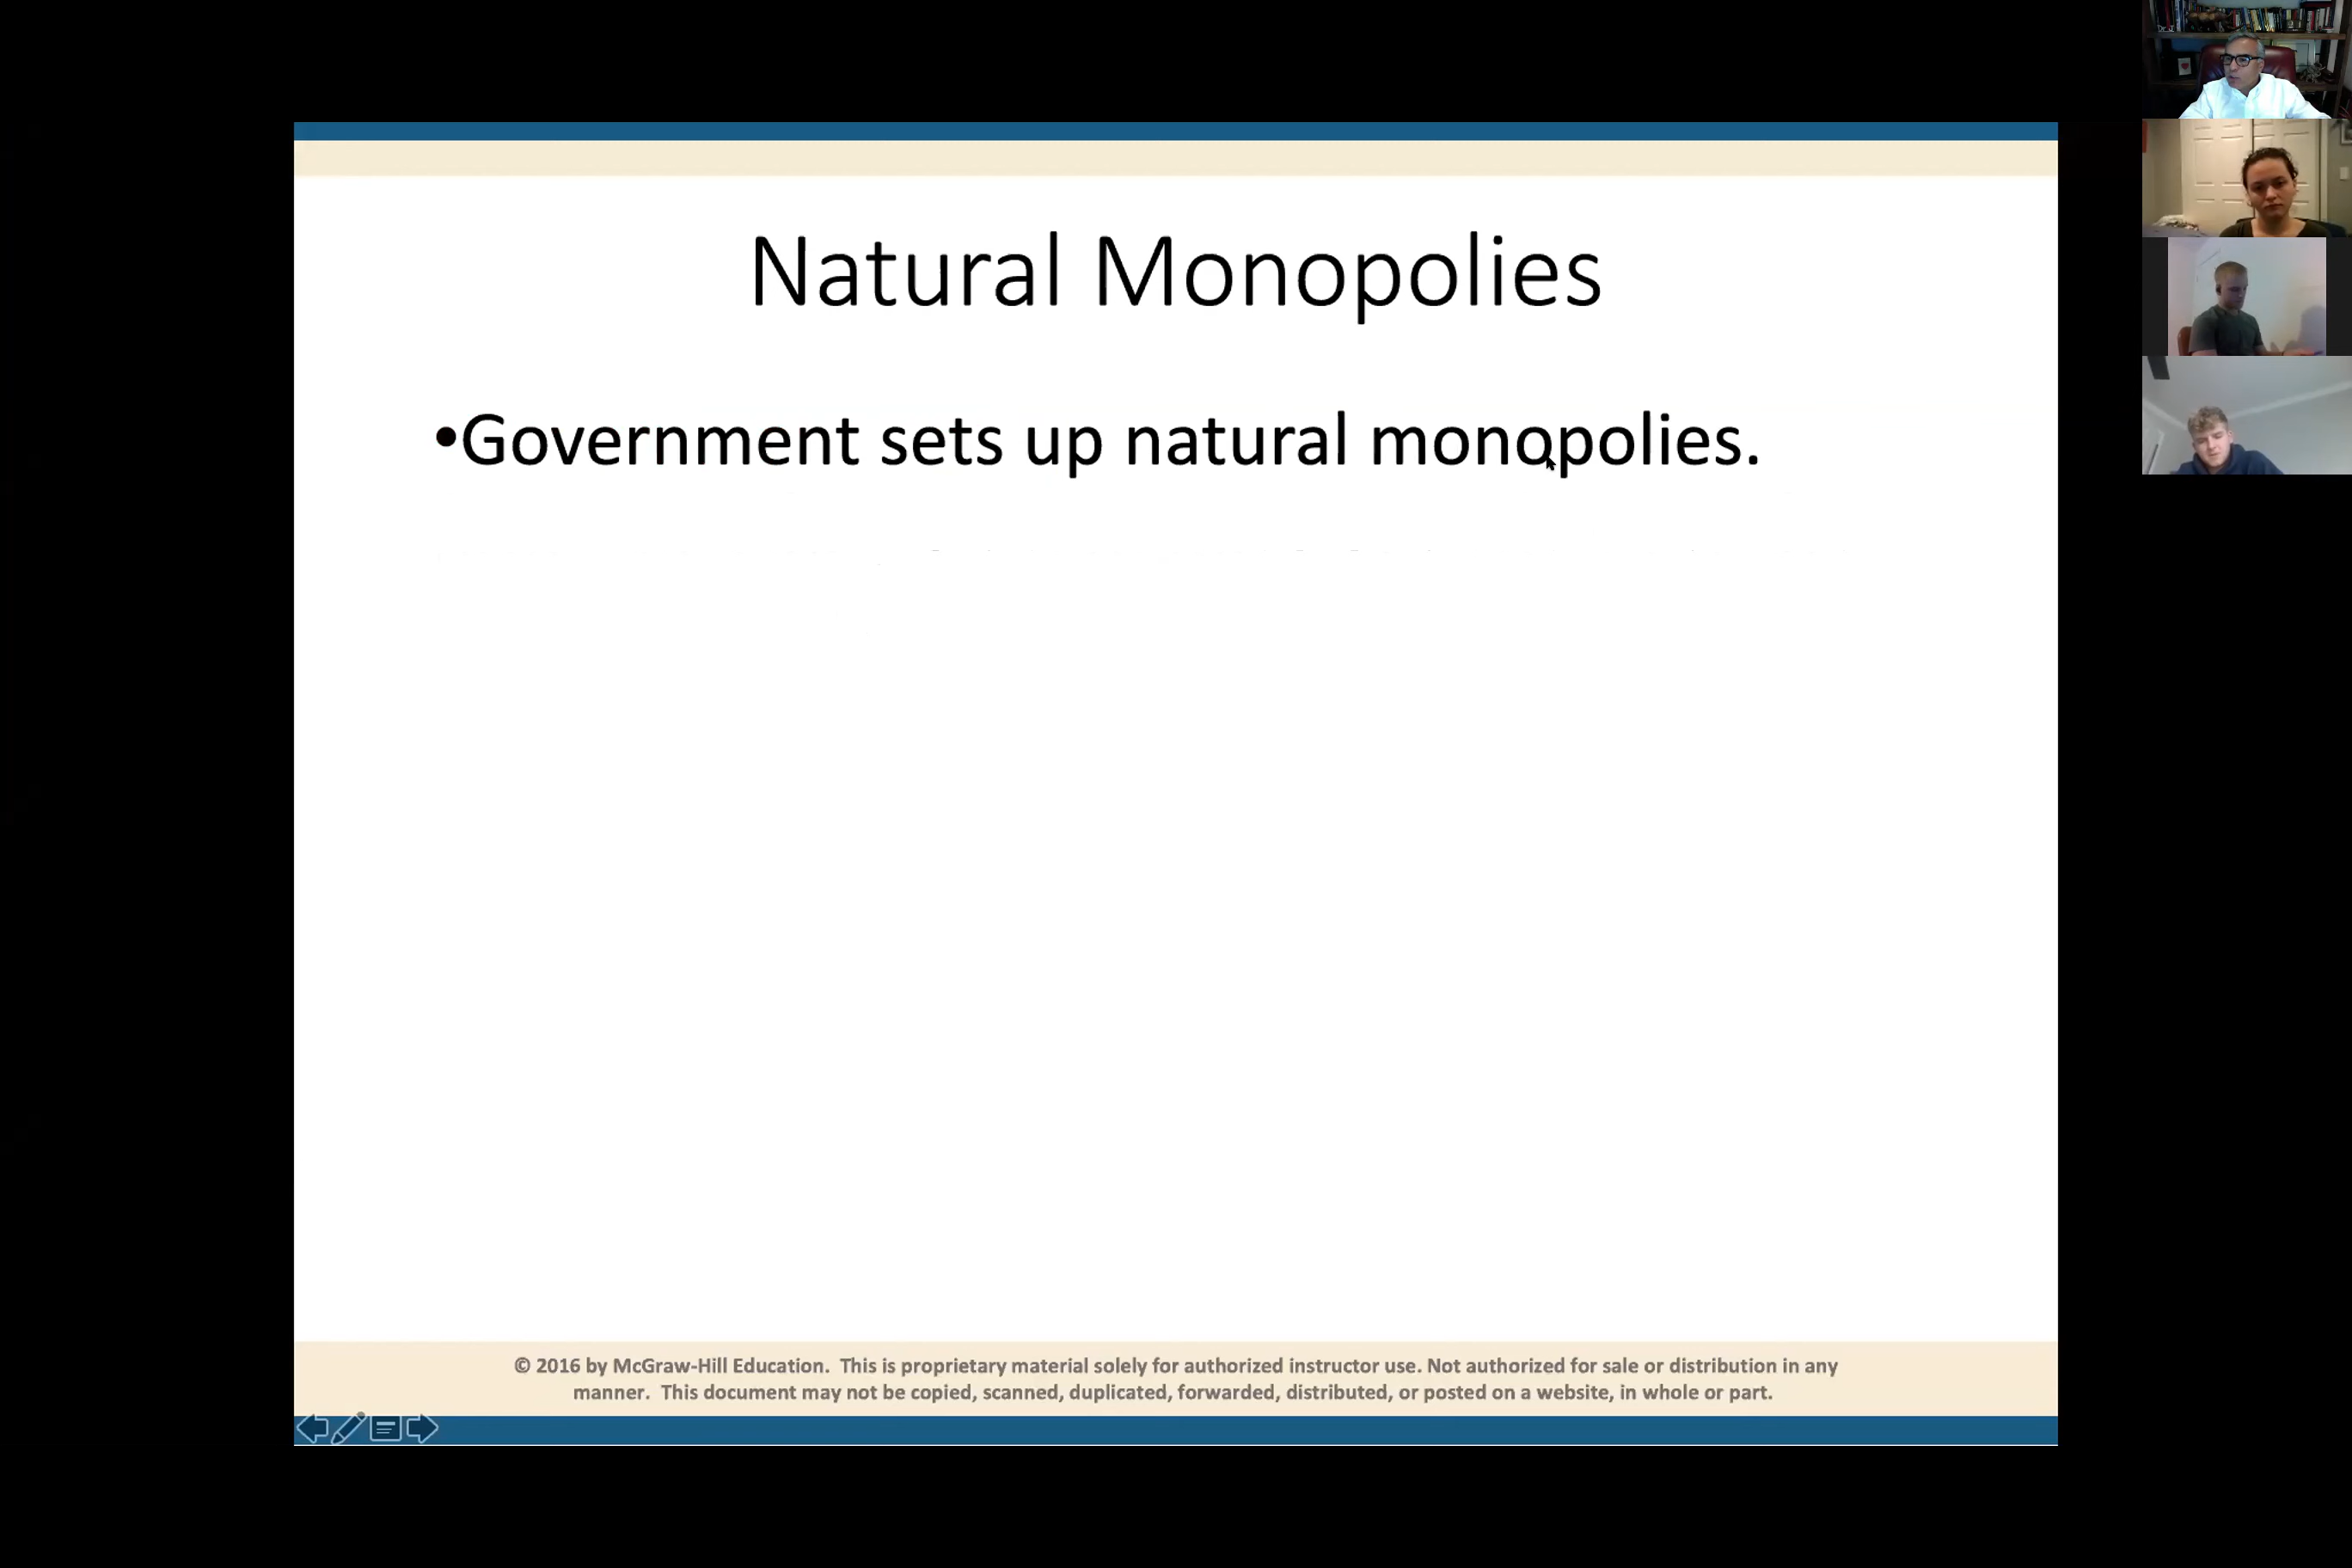 Natural Monopolies
•Government sets up natural monopolies.
© 2016 by McGraw-Hill Education.  This is proprietary material solely for authorized instructor use. Not authorized for sale or distribution in any
manner.  This document may not be copied, scanned, duplicated, forwarded, distributed, or posted on a website, in whole or part.